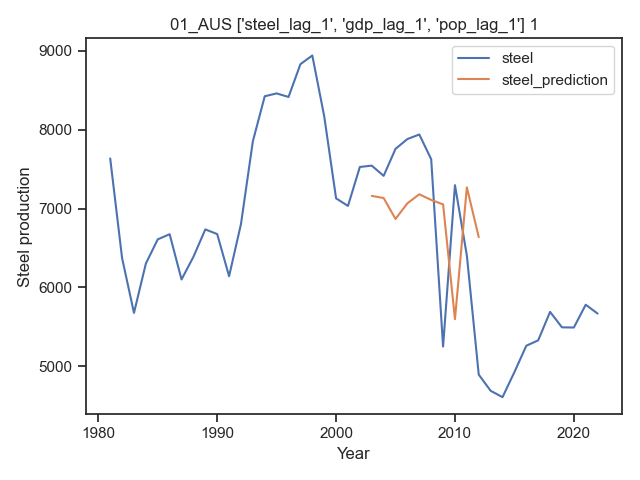 01_AUS ['steel_lag_1', 'gdp_lag_1', 'pop_lag_1'] 1
steel
steel_prediction
9000
8000
7000
6000
5000
Steel production
1980
1990
2000
2010
2020
Year